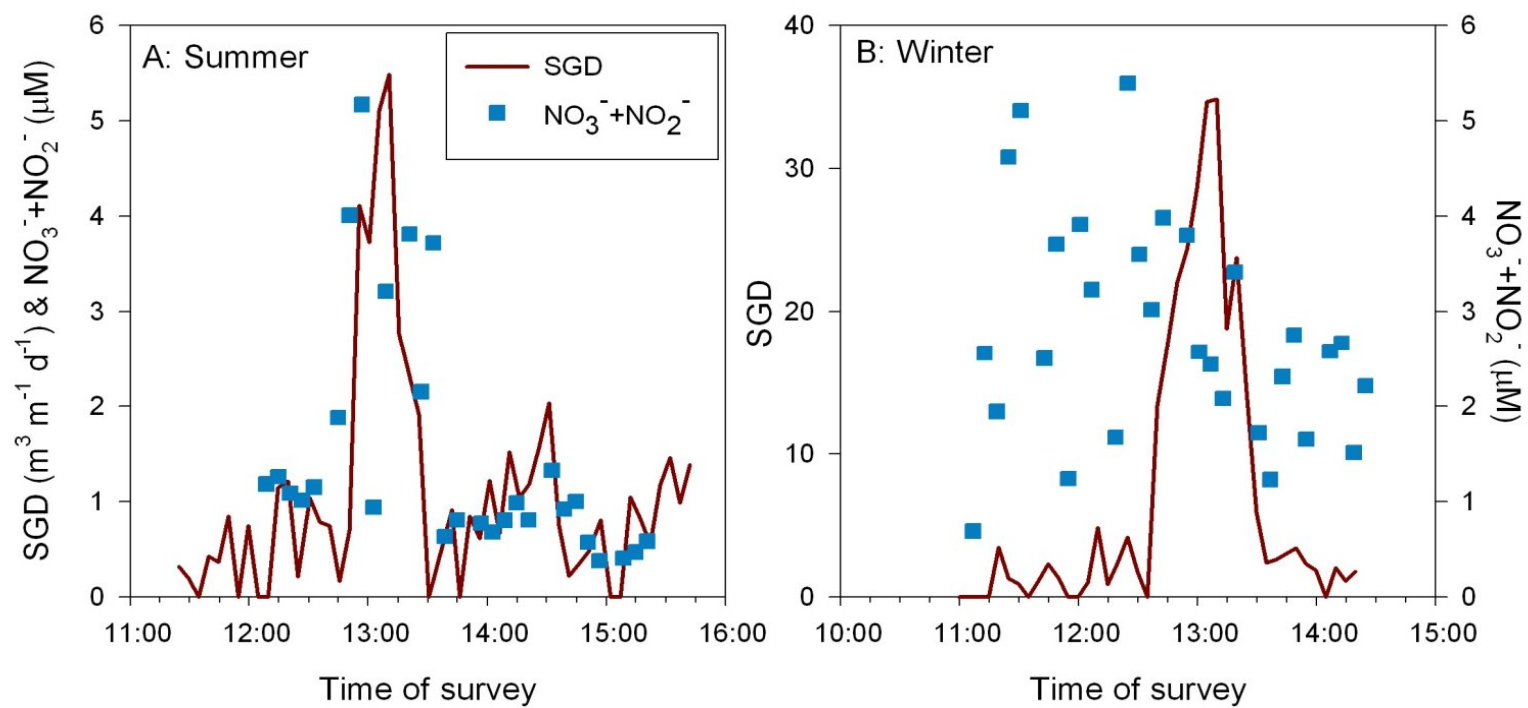 A: Summer
SGD
NO₃⁻+NO₂⁻
SGD (m³ m⁻¹ d⁻¹) & NO₃⁻+NO₂⁻ (μM)
6
5
4
3
2
1
0
11:00 12:00 13:00 14:00 15:00 16:00
Time of survey
B: Winter
SGD
40
30
20
10
0
NO₃⁻+NO₂⁻ (μM)
6
5
4
3
2
1
0
10:00 11:00 12:00 13:00 14:00 15:00
Time of survey